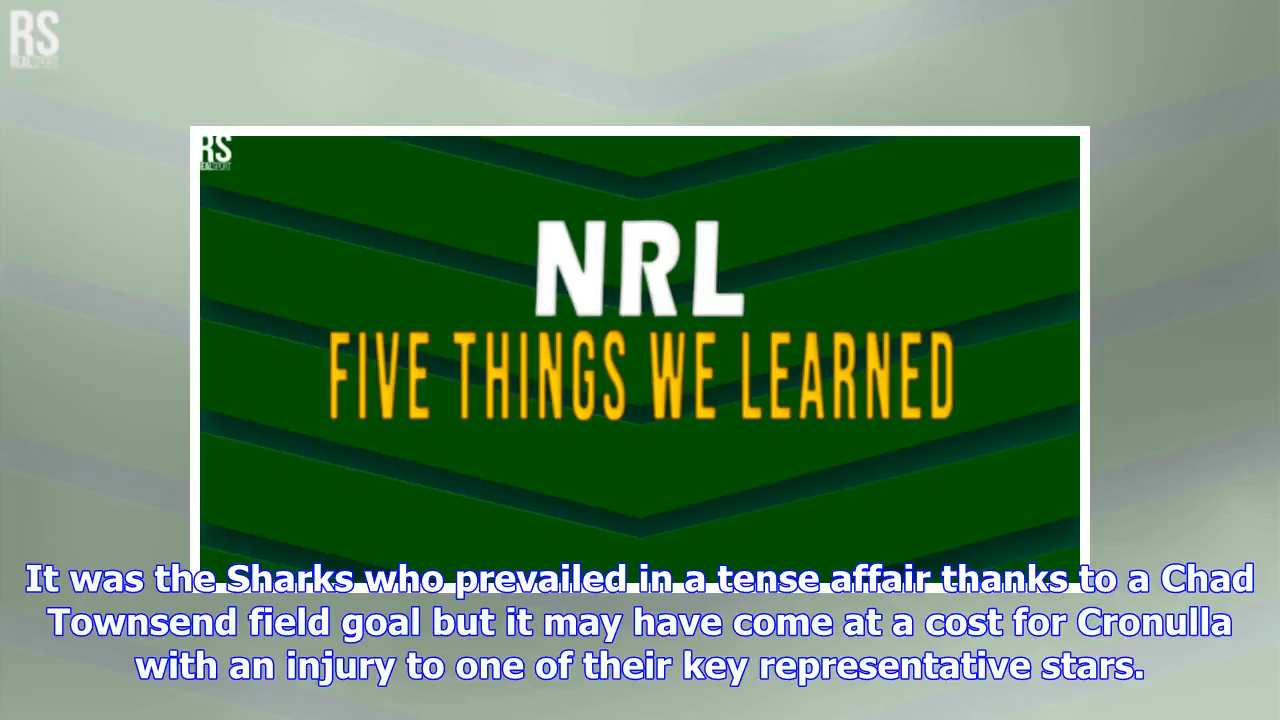 RS
REALSPORT
RS
REALSPORT
NRL
FIVE THINGS WE LEARNED
It was the Sharks who prevailed in a tense affair thanks to a Chad
Townsend field goal but it may have come at a cost for Cronulla
with an injury to one of their key representative stars.